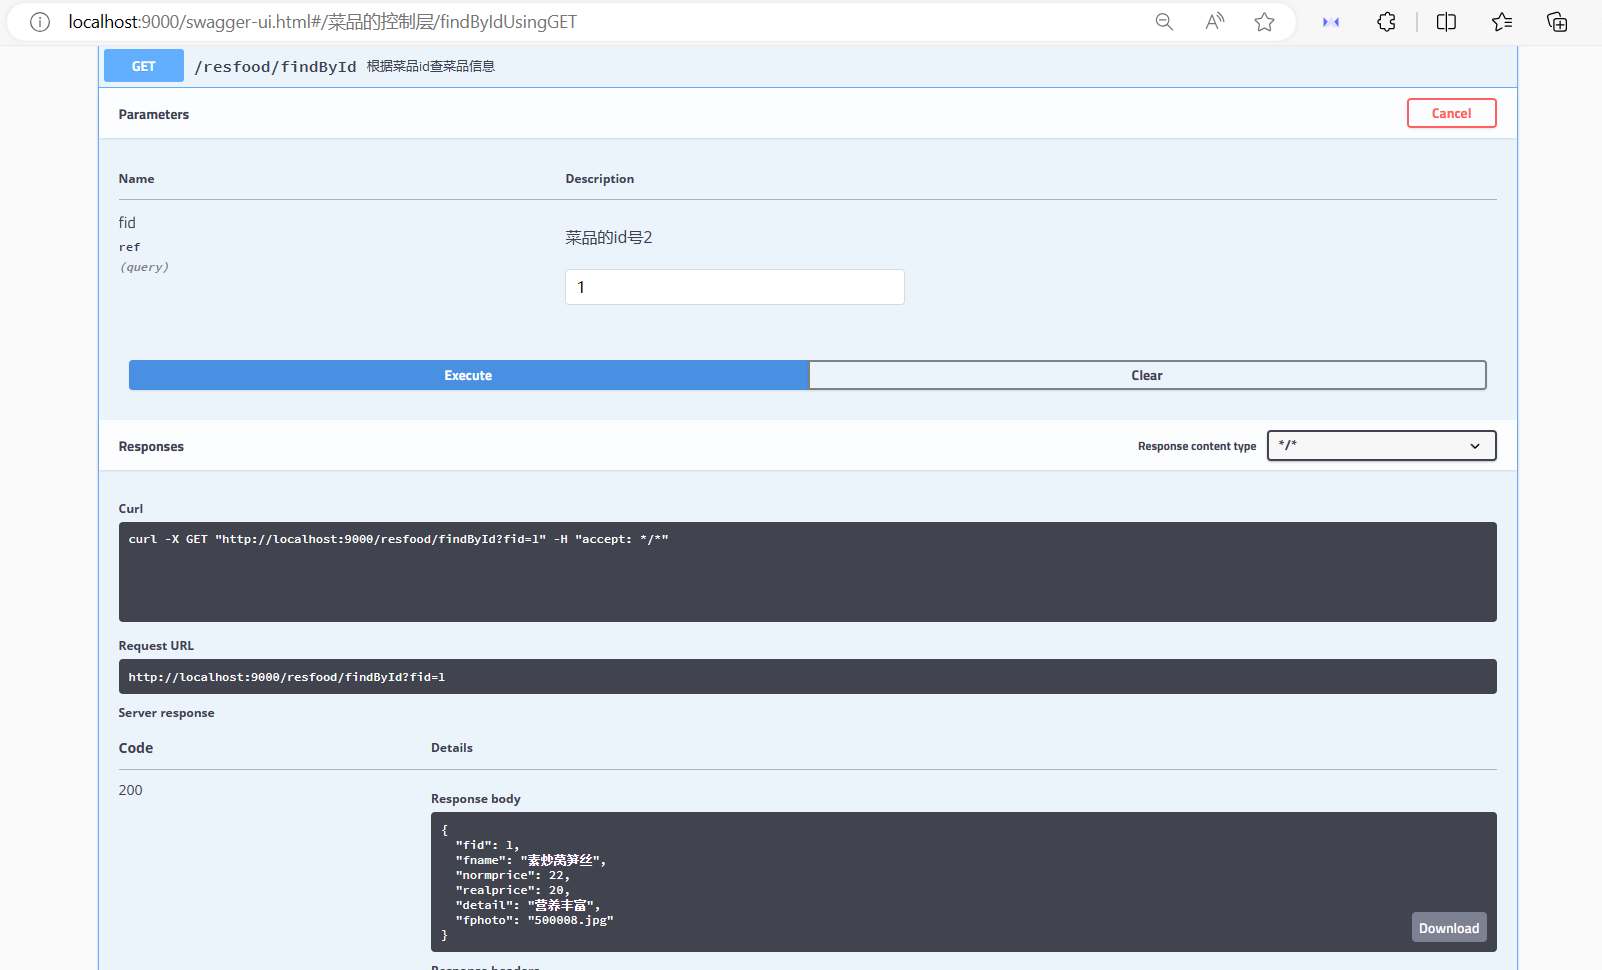 localhost:9000/swagger-ui.html#/菜品的控制层/findByIdUsingGET
GET /resfood/findById 根据菜品id查菜品信息
Parameters Cancel
Name Description
fid
ref
(query)
菜品的id号2
1
Execute Clear
Responses Response content type */*
Curl
curl -X GET "http://localhost:9000/resfood/findById?fid=1" -H "accept: */*"
Request URL
http://localhost:9000/resfood/findById?fid=1
Server response
Code Details
200
Response body
{
"fid": 1,
"fname": "素炒莴笋丝",
"normprice": 22,
"realprice": 20,
"detail": "营养丰富",
"fphoto": "500008.jpg"
}
Download
Response headers